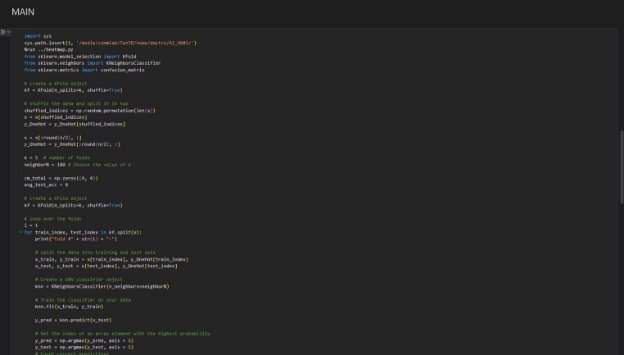 MAIN
import sys
sys.path.insert(1, '/media/cammlab/TenTB/tome/dmytro/AI_NWAS/')
%run ../heatmap.py
from sklearn.model_selection import KFold
from sklearn.neighbors import KNeighborsClassifier
from sklearn.metrics import confusion_matrix
# create a KFold object
kf = KFold(n_splits=k, shuffle=True)
# shuffle the data and split it in two
shuffled_indices = np.random.permutation(len(x))
x = x[shuffled_indices]
y_OneHot = y_OneHot[shuffled_indices]
x = x[:round(n/2), :]
y_OneHot = y_OneHot[:round(n/2), :]
k = 5 # number of folds
neighborN = 100 # Choose the value of k
cm_total = np.zeros((4, 4))
avg_test_acc = 0
# create a KFold object
kf = KFold(n_splits=k, shuffle=True)
# loop over the folds
i = 1
for train_index, test_index in kf.split(x):
print("Fold #" + str(i) + ":")
# split the data into training and test sets
x_train, y_train = x[train_index], y_OneHot[train_index]
x_test, y_test = x[test_index], y_OneHot[test_index]
# Create a KNN classifier object
knn = KNeighborsClassifier(n_neighbors=neighborN)
# Train the classifier on your data
knn.fit(x_train, y_train)
y_pred = knn.predict(x_test)
# Get the index of an array element with the highest probability
y_pred = np.argmax(y_pred, axis = 1)
y_test = np.argmax(y_test, axis = 1)
# Count correct predictions